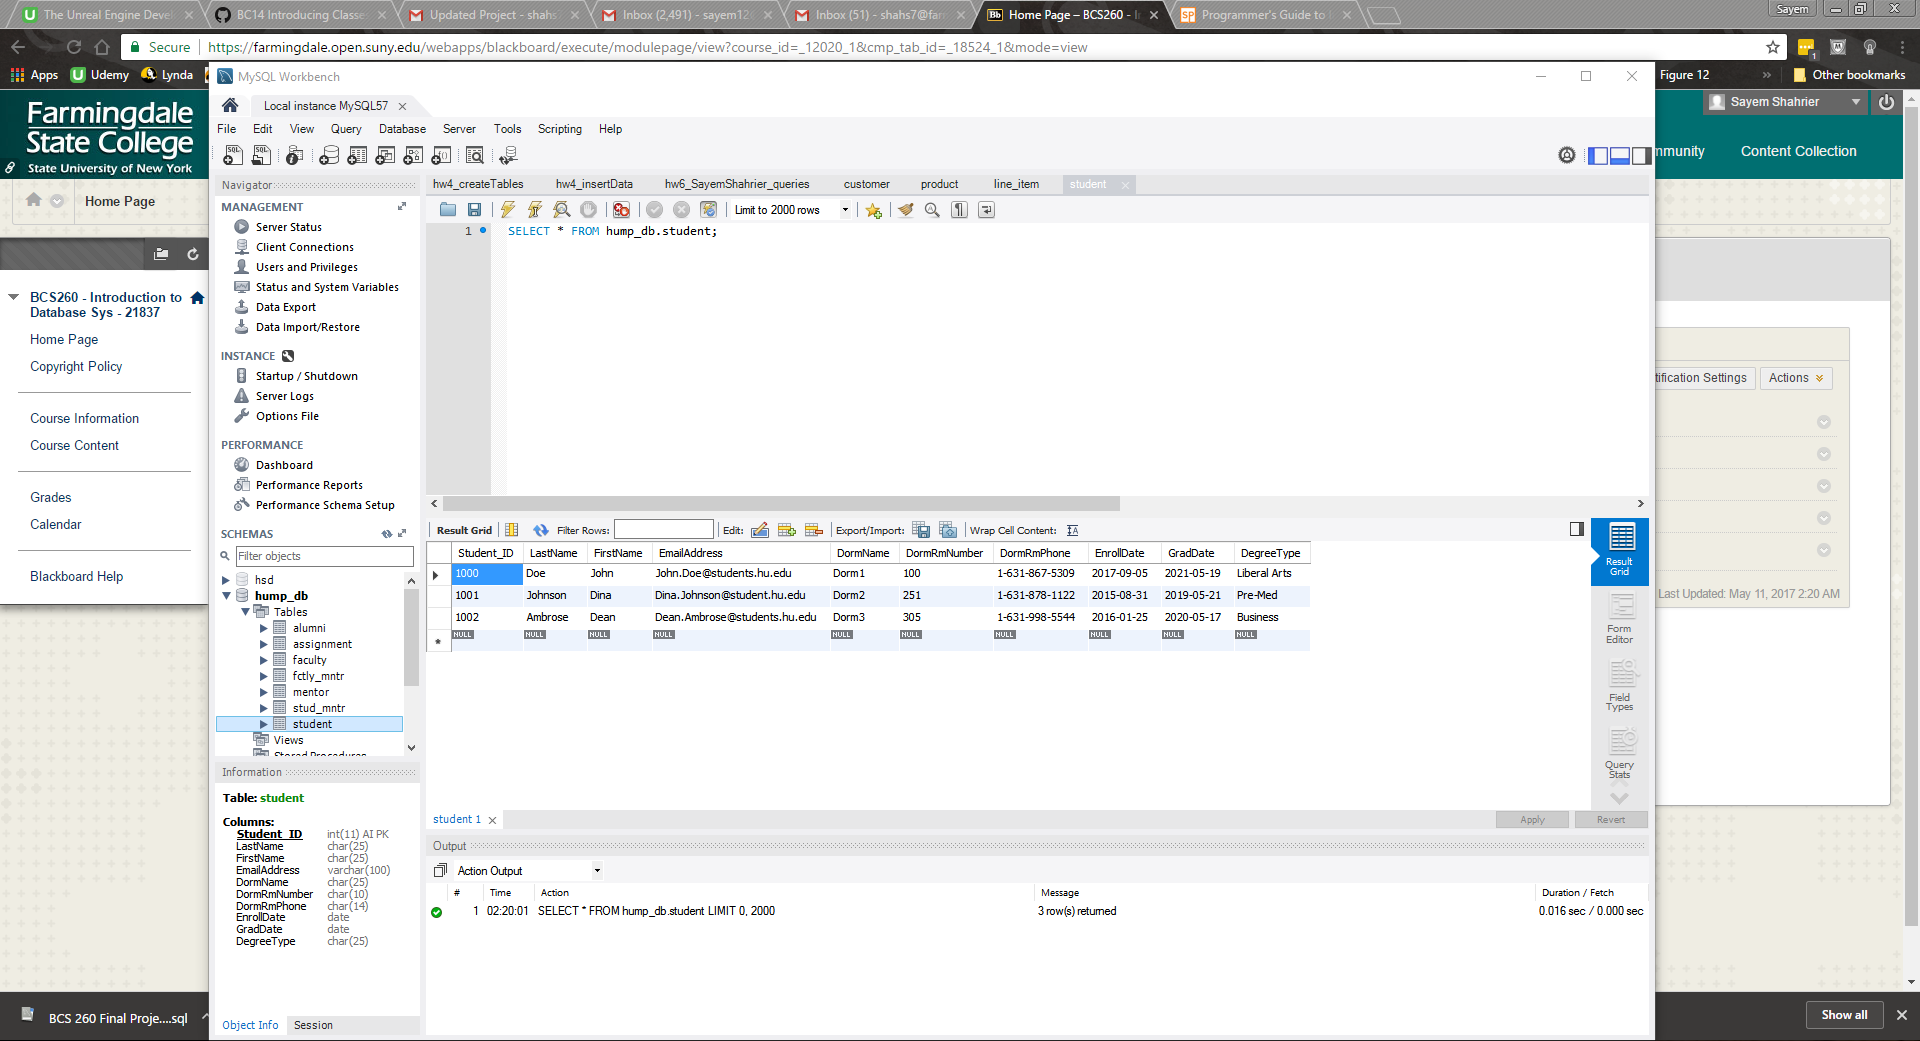 The Unreal Engine Devel
BC14 Introducing Classe
Updated Project - shahs
Inbox (2,491) - sayem12
Inbox (51) - shahs7@far
Bb Home Page – BCS260 - I
SP Programmer's Guide to
Sayem
Secure https://farmingdale.open.suny.edu/webapps/blackboard/execute/modulepage/view?course_id=_12020_1&cmp_tab_id=_18524_1&mode=view
Apps Udemy Lynda Figure 12 » Other bookmarks
Farmingdale
State College
State University of New York
Home Page
BCS260 - Introduction to
Database Sys - 21837
Home Page
Copyright Policy
Course Information
Course Content
Grades
Calendar
Blackboard Help
MySQL Workbench
Local instance MySQL57
File Edit View Query Database Server Tools Scripting Help
Navigator
MANAGEMENT
Server Status
Client Connections
Users and Privileges
Status and System Variables
Data Export
Data Import/Restore
INSTANCE
Startup / Shutdown
Server Logs
Options File
PERFORMANCE
Dashboard
Performance Reports
Performance Schema Setup
SCHEMAS
Filter objects
hsd
hump_db
Tables
alumni
assignment
faculty
fctly_mntr
mentor
stud_mntr
student
Views
Stored Procedures
Information
Table: student
Columns:
Student_ID int(11) AI PK
LastName char(25)
FirstName char(25)
EmailAddress varchar(100)
DormName char(25)
DormRmNumber char(10)
DormRmPhone char(14)
EnrollDate date
GradDate date
DegreeType char(25)
Object Info Session
hw4_createTables hw4_insertData hw6_SayemShahrier_queries customer product line_item student
Limit to 2000 rows
1 SELECT * FROM hump_db.student;
Result Grid Filter Rows: Edit: Export/Import: Wrap Cell Content:
Student_ID LastName FirstName EmailAddress DormName DormRmNumber DormRmPhone EnrollDate GradDate DegreeType
1000 Doe John John.Doe@students.hu.edu Dorm1 100 1-631-867-5309 2017-09-05 2021-05-19 Liberal Arts
1001 Johnson Dina Dina.Johnson@student.hu.edu Dorm2 251 1-631-878-1122 2015-08-31 2019-05-21 Pre-Med
1002 Ambrose Dean Dean.Ambrose@students.hu.edu Dorm3 305 1-631-998-5544 2016-01-25 2020-05-17 Business
NULL NULL NULL NULL NULL NULL NULL NULL NULL NULL
Result
Grid
Form
Editor
Field
Types
Query
Stats
student 1
Apply Revert
Output
Action Output
# Time Action Message Duration / Fetch
1 02:20:01 SELECT * FROM hump_db.student LIMIT 0, 2000 3 row(s) returned 0.016 sec / 0.000 sec
Sayem Shahrier
mmunity Content Collection
tification Settings Actions
Last Updated: May 11, 2017 2:20 AM
BCS 260 Final Proje....sql
Show all